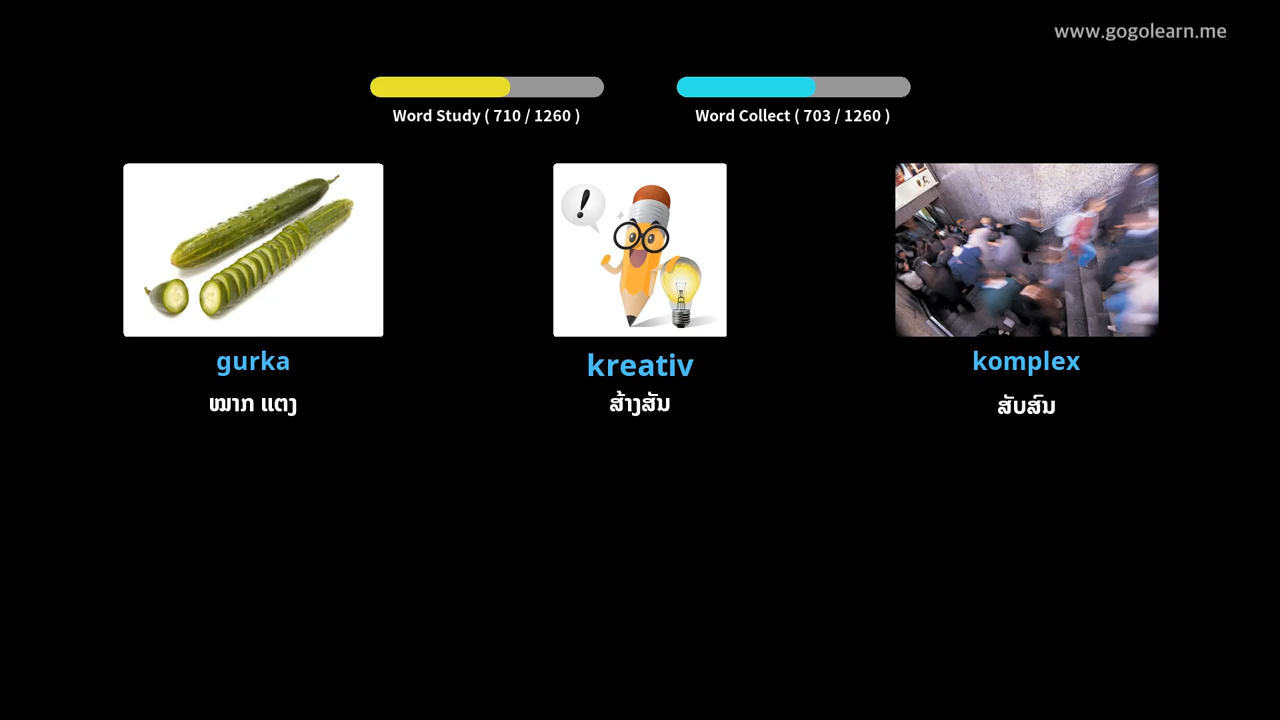 www.gogolearn.me
Word Study ( 710 / 1260 )
Word Collect ( 703 / 1260 )
gurka
kreativ
komplex
ໝາກ ແຕງ
ສ້າງສັນ
ສັບສົນ